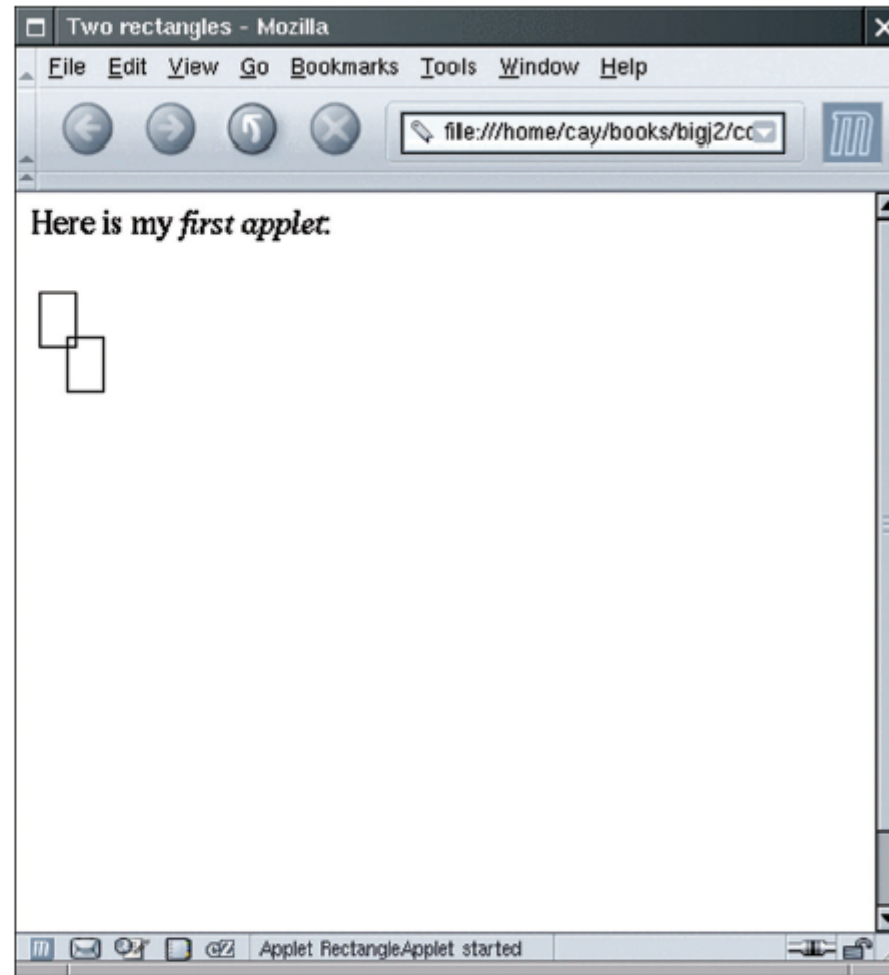 Two rectangles - Mozilla
File Edit View Go Bookmarks Tools Window Help
file:///home/cay/books/bigj2/cc
Here is my first applet:
Applet RectangleApplet started